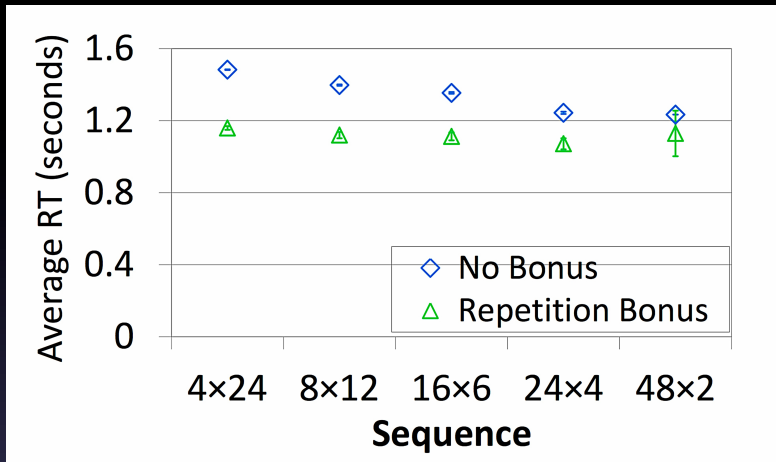 Average RT (seconds)
1.6
1.2
0.8
0.4
0
No Bonus
Repetition Bonus
4×24 8×12 16×6 24×4 48×2
Sequence